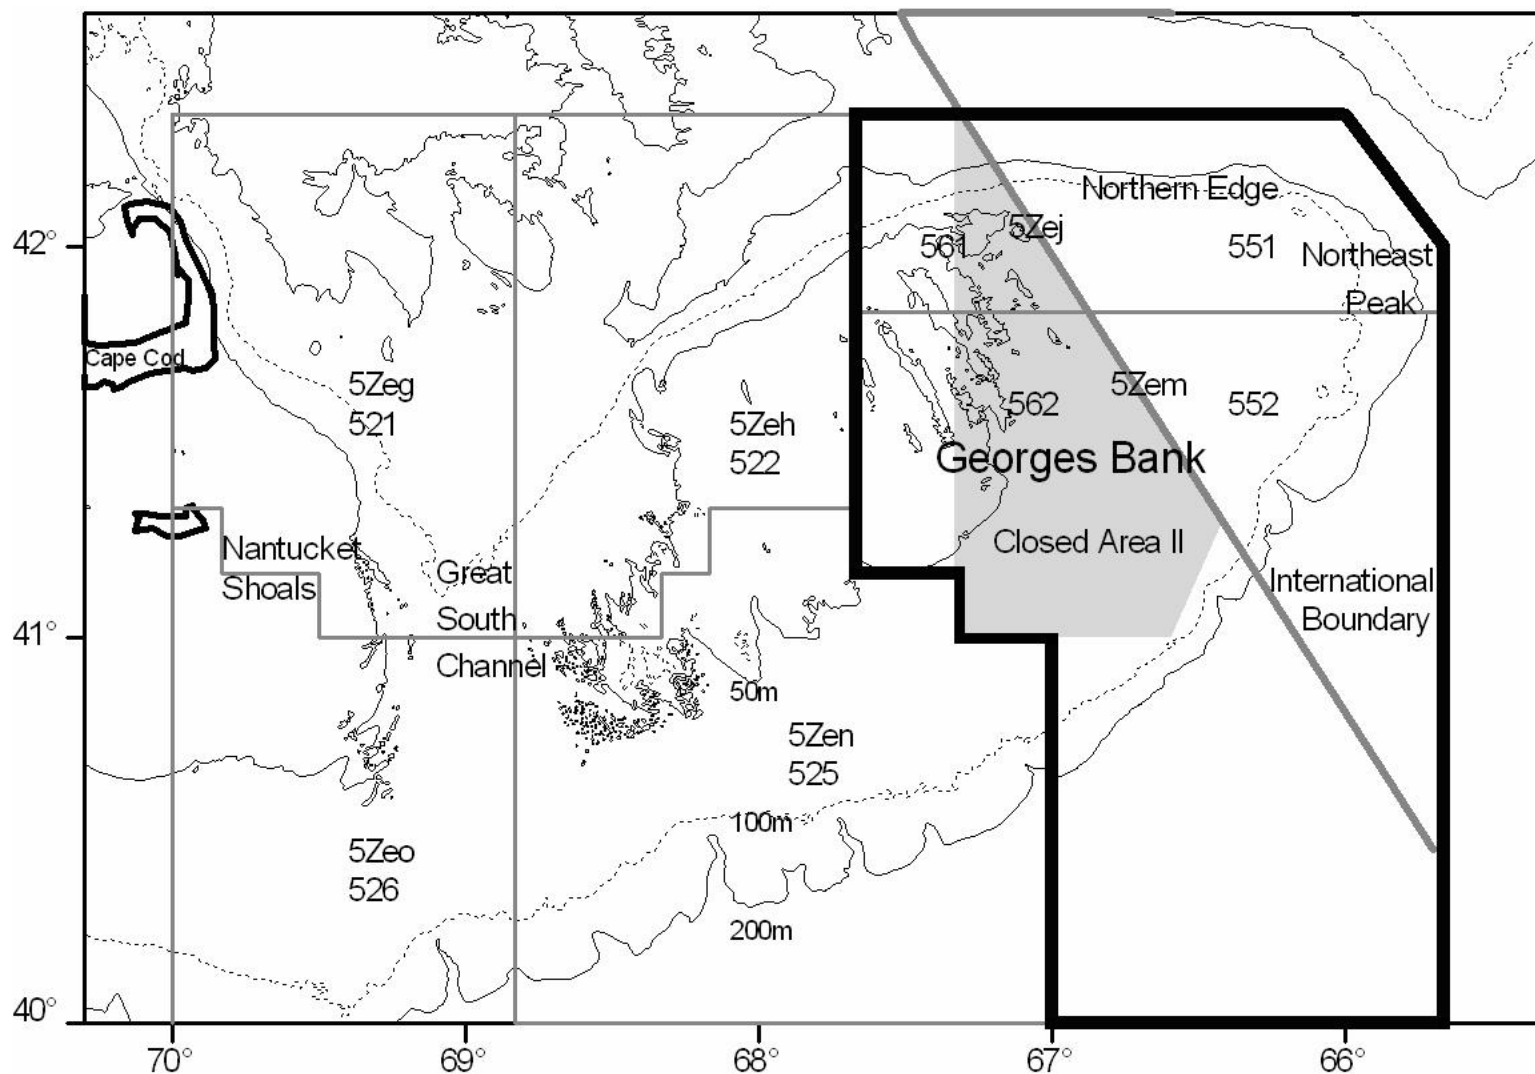 Northern Edge
42°
561
5Zej
551
Northeast
Peak
Cape Cod
5Zeg
521
5Zeh
522
562
5Zem
552
Georges Bank
Closed Area II
Nantucket
Shoals
Great
South
Channel
International
Boundary
41°
50m
5Zen
525
100m
5Zeo
526
200m
40°
70°
69°
68°
67°
66°